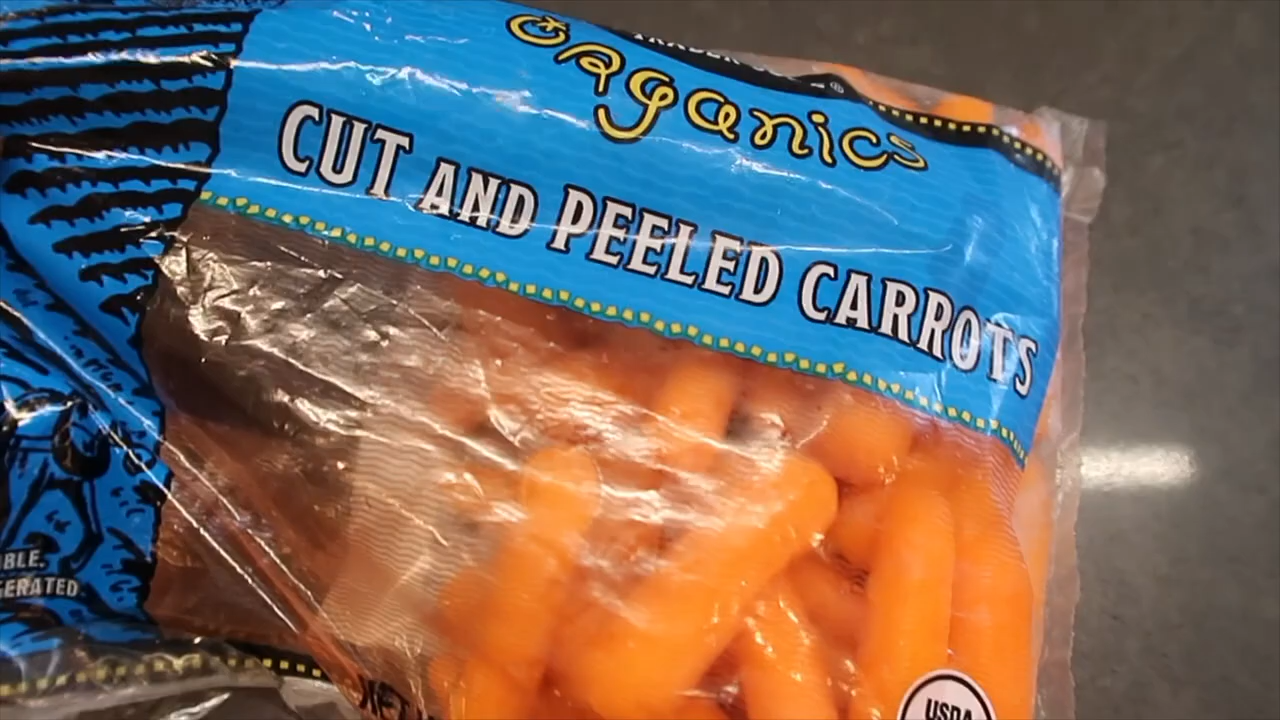 Organics
CUT AND PEELED CARROTS
BLE.
GERATED
USDA